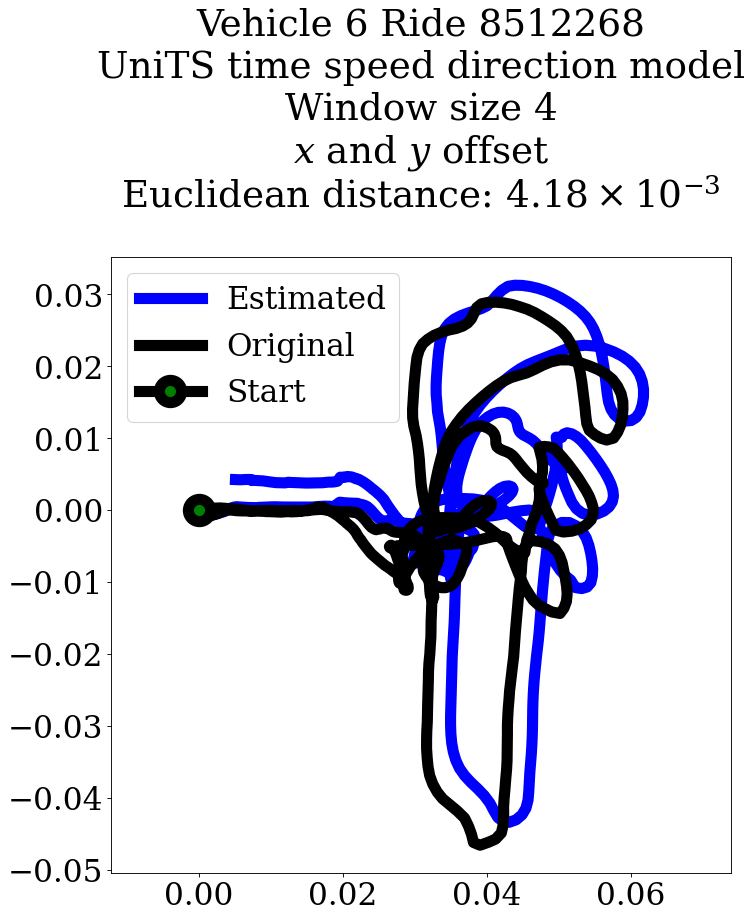 Vehicle 6 Ride 8512268
UniTS time speed direction model
Window size 4
x and y offset
Euclidean distance: 4.18 × 10⁻³
Estimated
Original
Start
0.03
0.02
0.01
0.00
−0.01
−0.02
−0.03
−0.04
−0.05
0.00 0.02 0.04 0.06